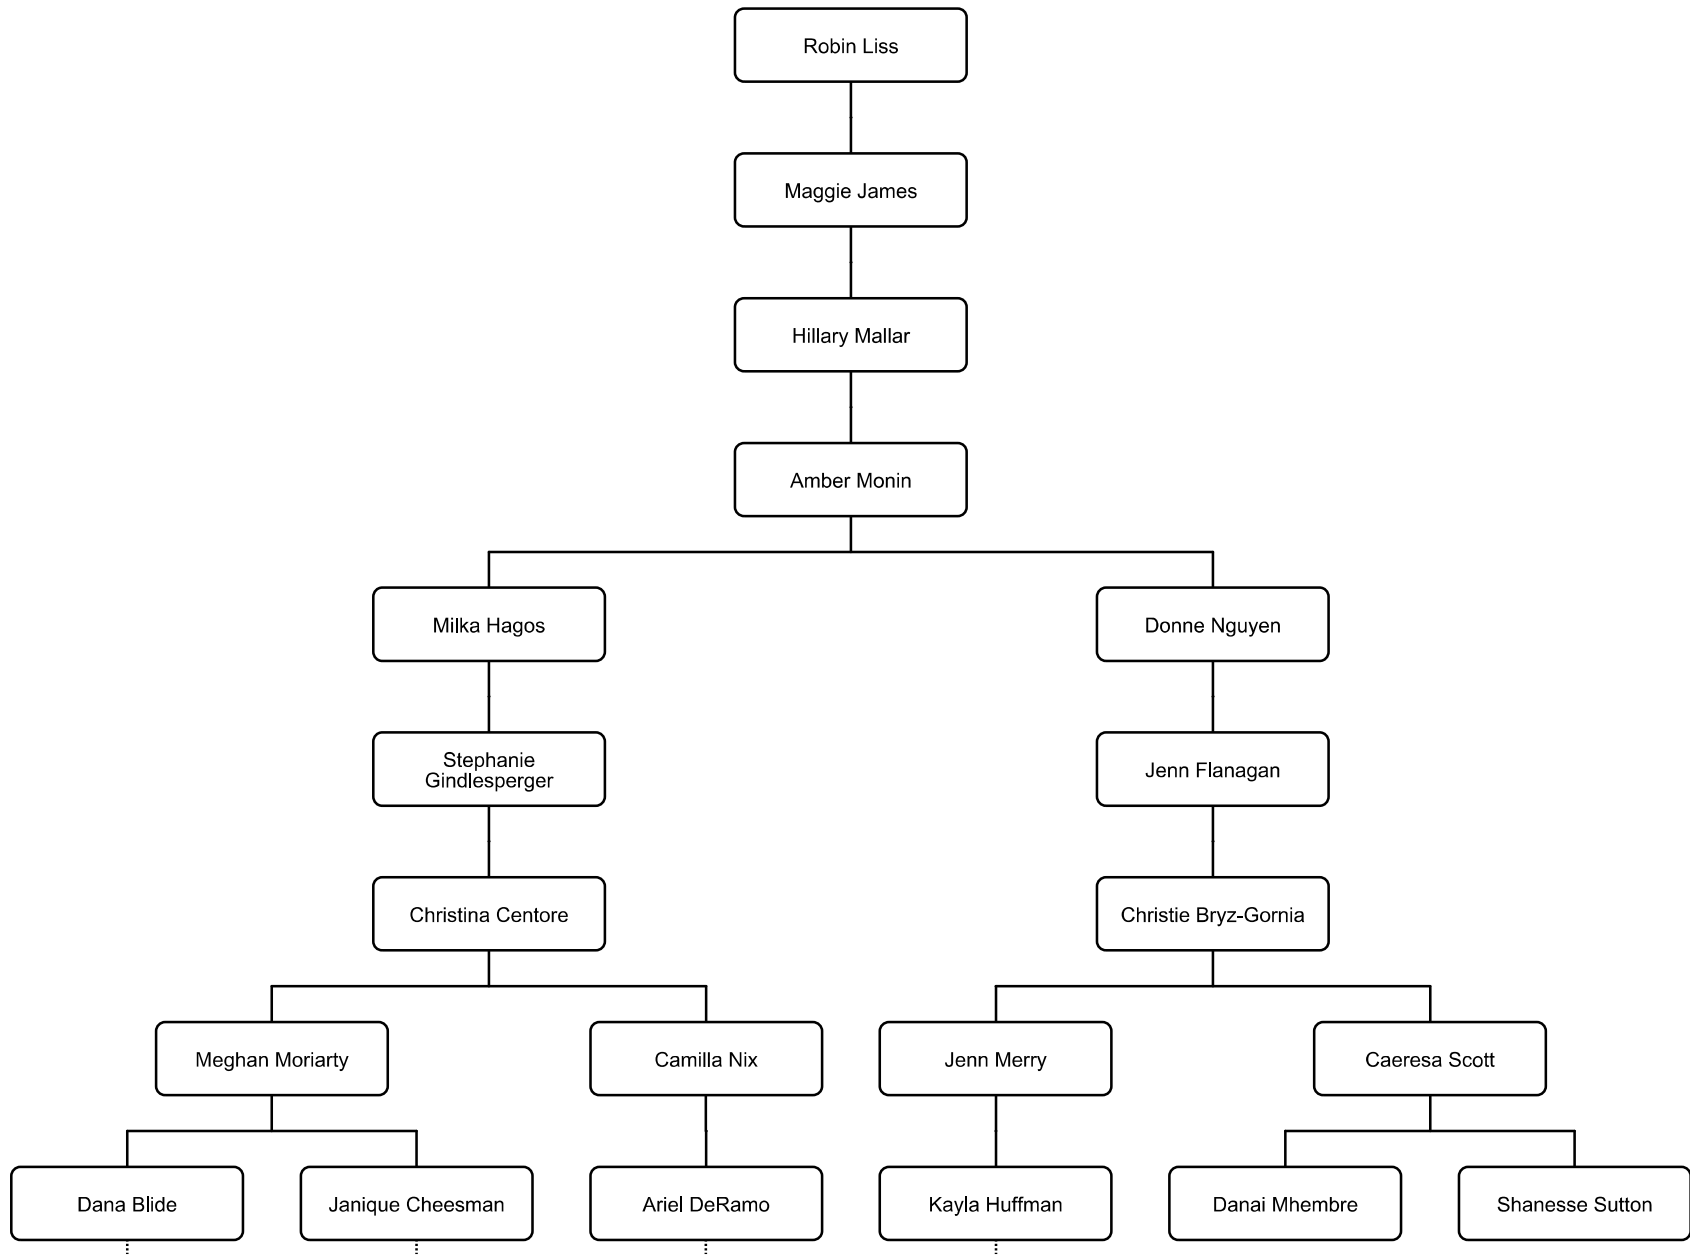 Robin Liss
Maggie James
Hillary Mallar
Amber Monin
Milka Hagos
Donne Nguyen
Stephanie
Gindlesperger
Jenn Flanagan
Christina Centore
Christie Bryz-Gornia
Meghan Moriarty
Camilla Nix
Jenn Merry
Caeresa Scott
Dana Blide
Janique Cheesman
Ariel DeRamo
Kayla Huffman
Danai Mhembre
Shanesse Sutton